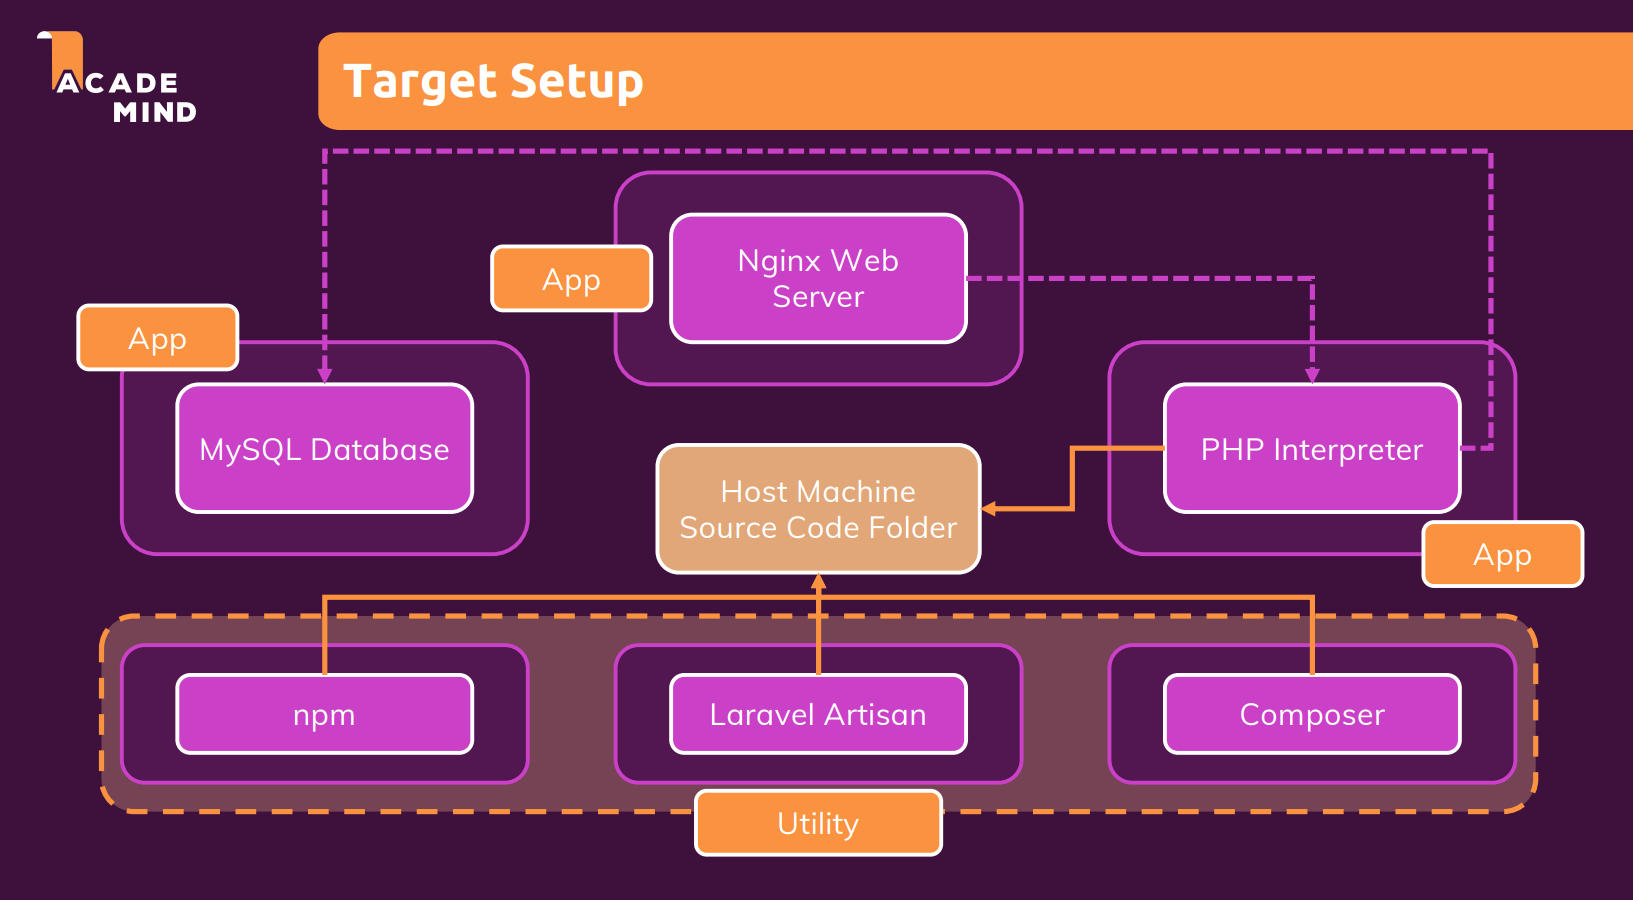 ACADE
MIND
Target Setup
App
Nginx Web
Server
App
MySQL Database
PHP Interpreter
App
Host Machine
Source Code Folder
npm
Laravel Artisan
Composer
Utility